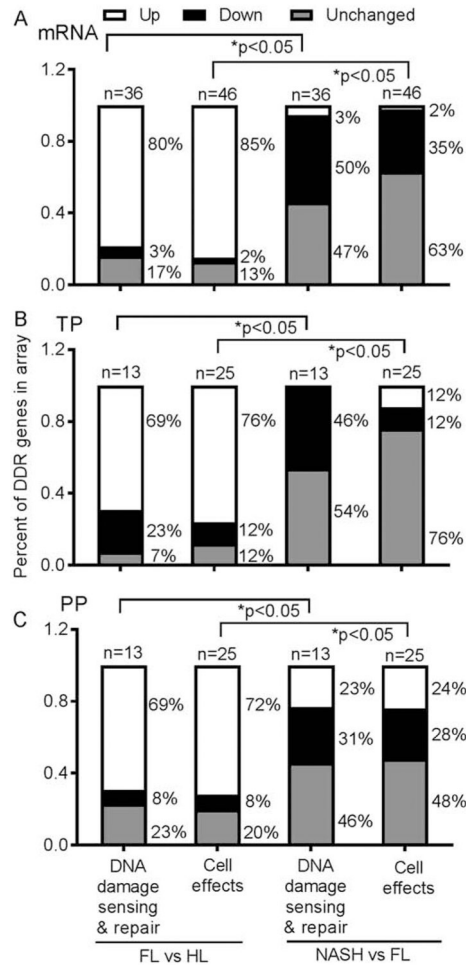 A
Up Down Unchanged
mRNA
*p<0.05
*p<0.05
1.2
n=36 n=46 n=36 n=46
80% 85% 3% 2%
0.8
50% 35%
0.4
3% 2% 47% 63%
17% 13%
0.0
B
TP
*p<0.05
*p<0.05
1.2
n=13 n=25 n=13 n=25
69% 76% 46% 12%
12%
0.8
54% 76%
0.4
23% 12%
7% 12%
0.0
Percent of DDR genes in array
PP
C
*p<0.05
*p<0.05
1.2
n=13 n=25 n=13 n=25
69% 72% 23% 24%
0.8
31% 28%
0.4
8% 8% 46% 48%
23% 20%
0.0
DNA Cell DNA Cell
damage effects damage effects
sensing sensing
& repair & repair
FL vs HL NASH vs FL